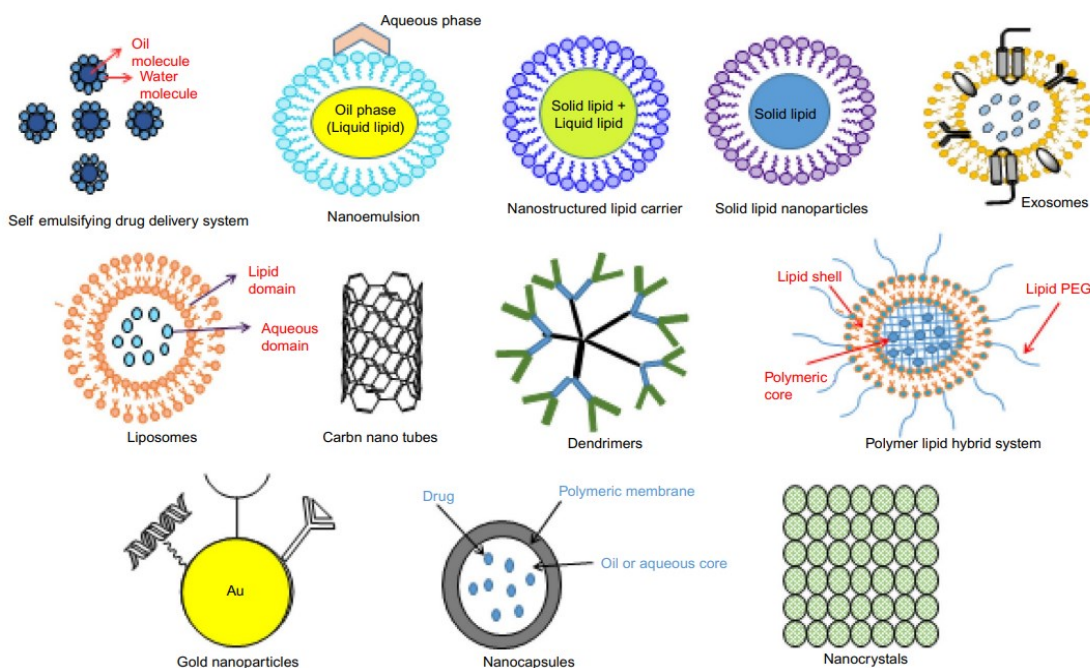 Aqueous phase
Oil
molecule
Water
molecule
Oil phase
(Liquid lipid)
Solid lipid +
Liquid lipid
Solid lipid
Self emulsifying drug delivery system
Nanoemulsion
Nanostructured lipid carrier
Solid lipid nanoparticles
Exosomes
Lipid
domain
Aqueous
domain
Lipid shell
Lipid PEG
Polymeric
core
Liposomes
Carbn nano tubes
Dendrimers
Polymer lipid hybrid system
Drug
Polymeric membrane
Oil or aqueous core
Au
Gold nanoparticles
Nanocapsules
Nanocrystals